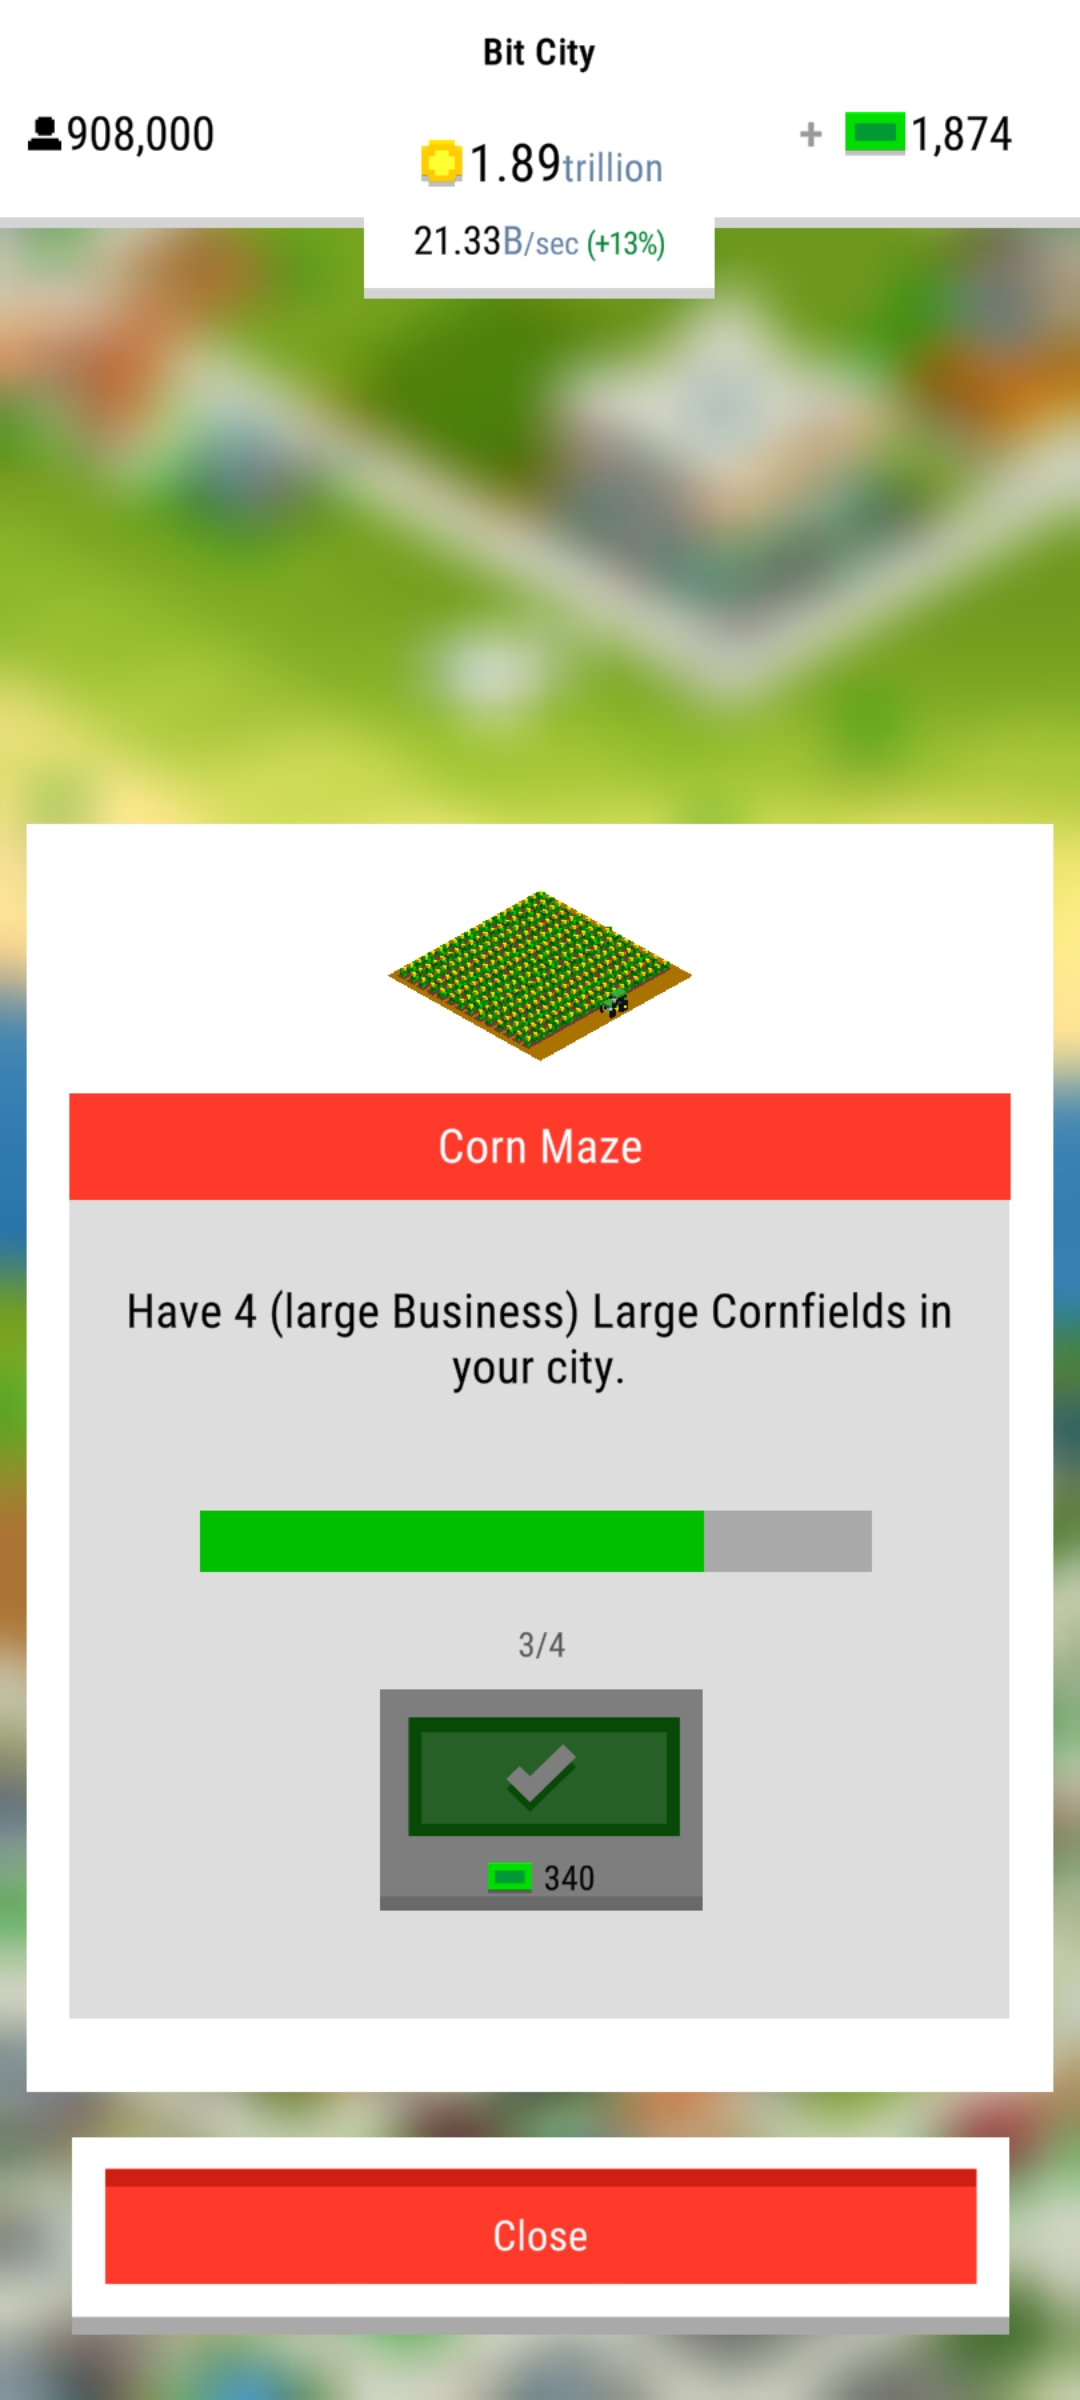 Bit City
908,000
1.89trillion
+ 1,874
21.33B/sec (+13%)
Corn Maze
Have 4 (large Business) Large Cornfields in
your city.
3/4
340
Close